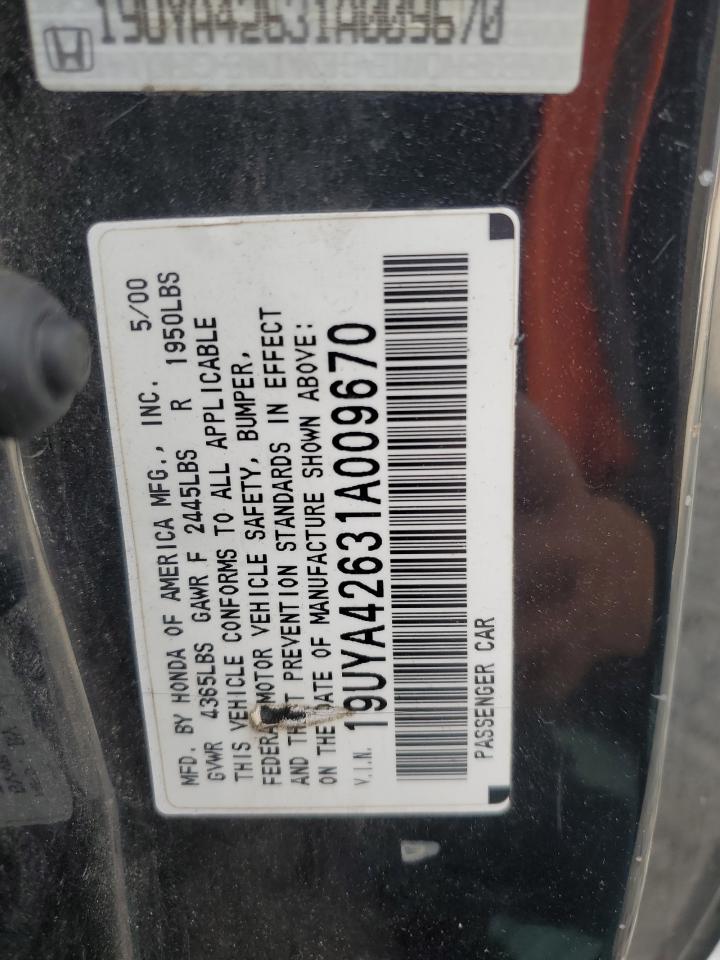 19UYA42631A009670
MFD. BY HONDA OF AMERICA MFG., INC. 5/00
GVWR 4365LBS GAWR F 2445LBS R 1950LBS
THIS VEHICLE CONFORMS TO ALL APPLICABLE
FEDERAL MOTOR VEHICLE SAFETY, BUMPER,
AND THEFT PREVENTION STANDARDS IN EFFECT
ON THE DATE OF MANUFACTURE SHOWN ABOVE:
V.I.N. 19UYA42631A009670
PASSENGER CAR